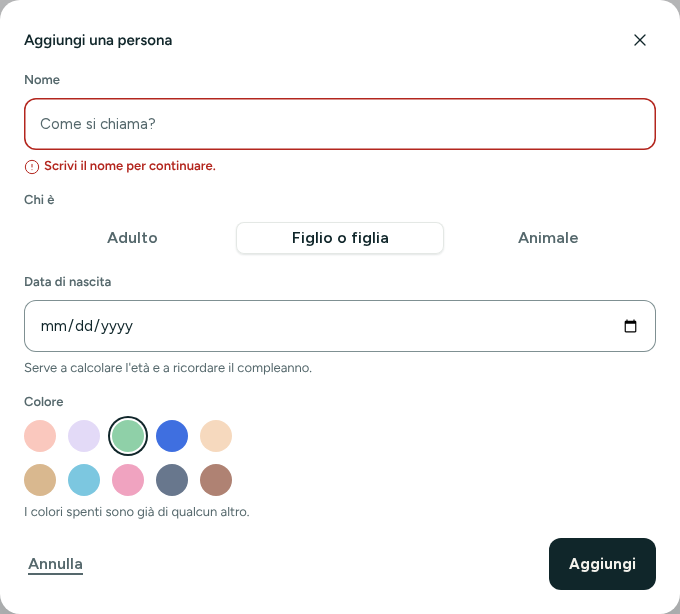 Aggiungi una persona
Nome
Come si chiama?
Scrivi il nome per continuare.
Chi è
Adulto
Figlio o figlia
Animale
Data di nascita
mm/dd/yyyy
Serve a calcolare l'età e a ricordare il compleanno.
Colore
I colori spenti sono già di qualcun altro.
Annulla
Aggiungi